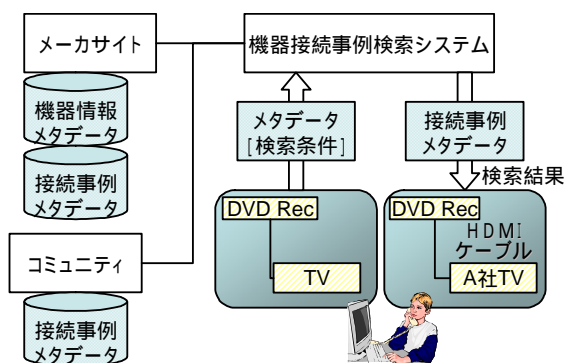 メーカサイト
機器接続事例検索システム
機器情報
メタデータ
接続事例
メタデータ
メタデータ
[検索条件]
接続事例
メタデータ
検索結果
DVD Rec
TV
DVD Rec
HDMI
ケーブル
A社TV
コミュニティ
接続事例
メタデータ